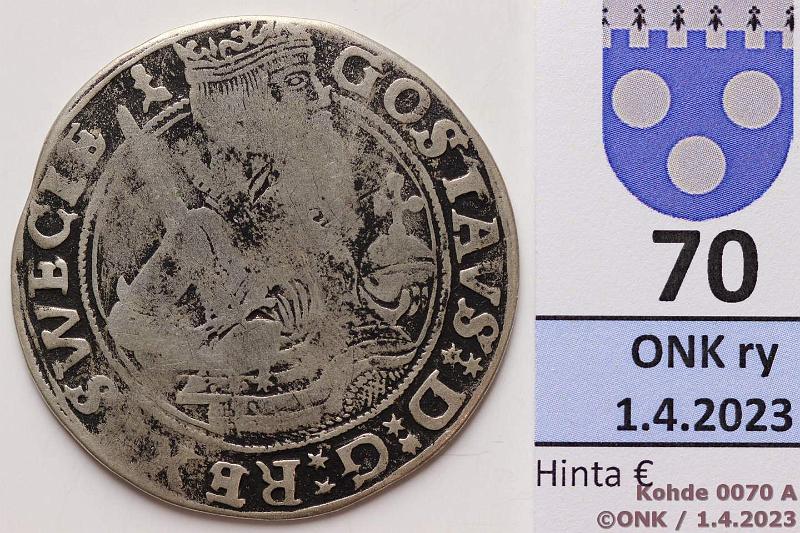 GOSTAVS · D · G · REX SWECIE
70
ONK ry
1.4.2023
Hinta €
Kohde 0070 A
©ONK / 1.4.2023